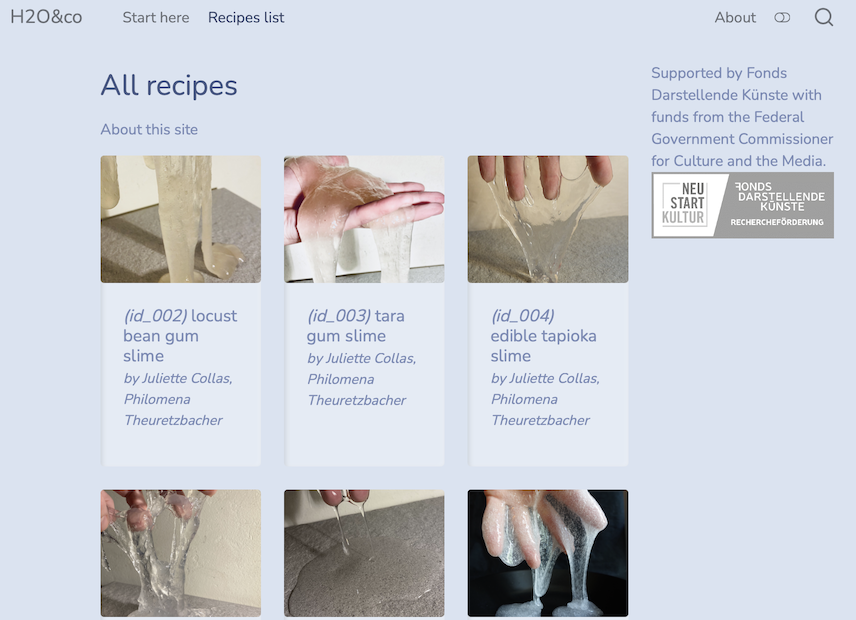 H2O&co
Start here
Recipes list
About
All recipes
About this site
(id_002) locust
bean gum
slime
by Juliette Collas,
Philomena
Theuretzbacher
(id_003) tara
gum slime
by Juliette Collas,
Philomena
Theuretzbacher
(id_004)
edible tapioka
slime
by Juliette Collas,
Philomena
Theuretzbacher
Supported by Fonds
Darstellende Künste with
funds from the Federal
Government Commissioner
for Culture and the Media.
NEU
START
KULTUR
FONDS
DARSTELLENDE
KÜNSTE
RECHERCHEFÖRDERUNG